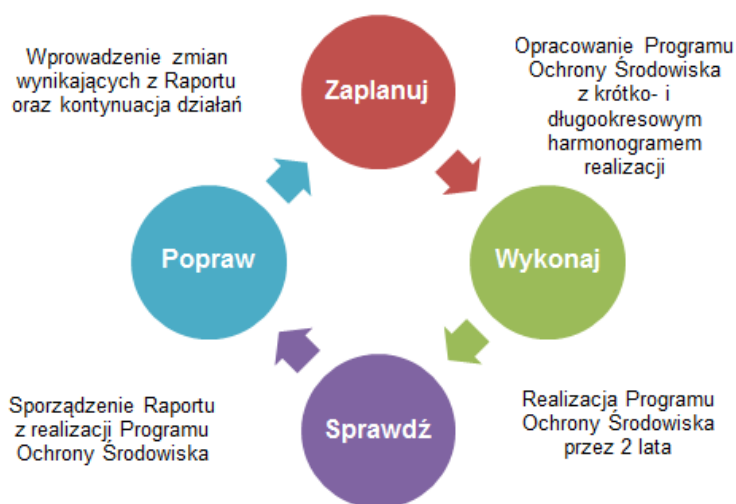 Wprowadzenie zmian
wynikających z Raportu
oraz kontynuacja działań
Zaplanuj
Opracowanie Programu
Ochrony Środowiska
z krótko- i
długookresowym
harmonogramem
realizacji
Popraw
Wykonaj
Sporządzenie Raportu
z realizacji Programu
Ochrony Środowiska
Sprawdź
Realizacja Programu
Ochrony Środowiska
przez 2 lata